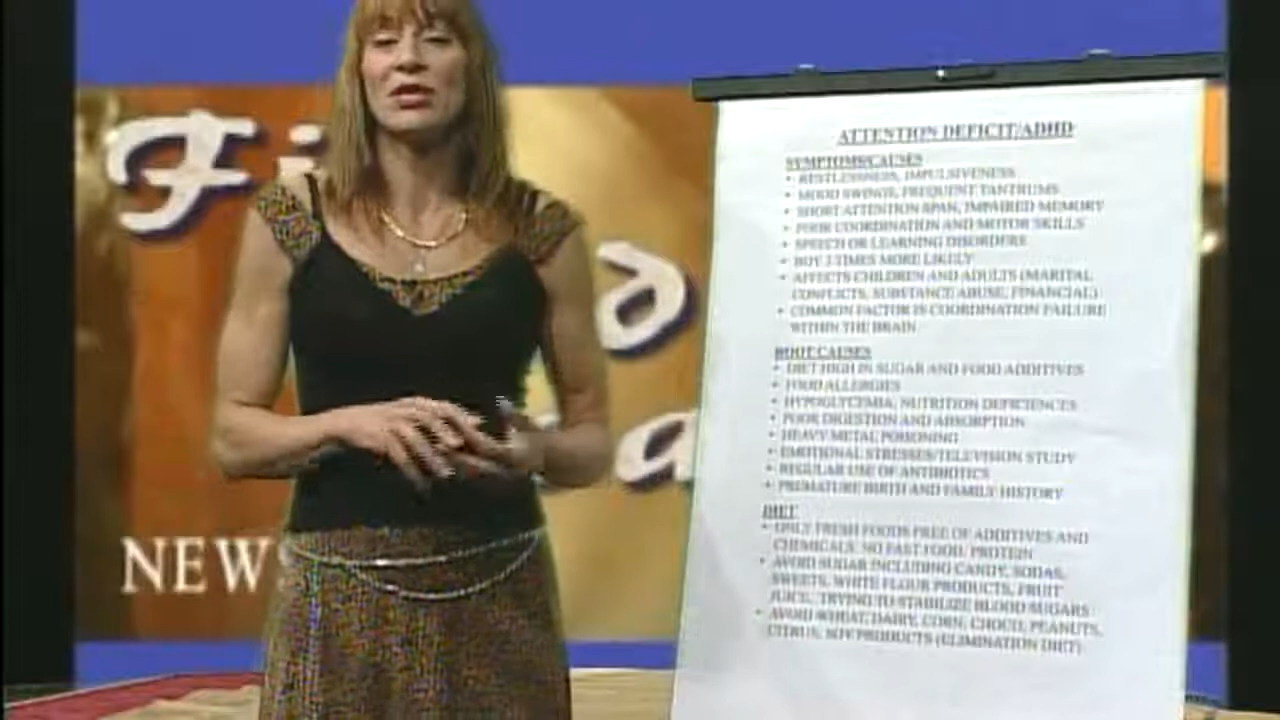 Fi
d
a
NEWS
ATTENTION DEFICIT/ADHD
SYMPTOMS/CAUSES
• RESTLESSNESS, IMPULSIVENESS
• MOOD SWINGS, FREQUENT TANTRUMS
• SHORT ATTENTION SPAN, IMPAIRED MEMORY
• POOR COORDINATION AND MOTOR SKILLS
• SPEECH OR LEARNING DISORDERS
• BOY 3 TIMES MORE LIKELY
• AFFECTS CHILDREN AND ADULTS (MARITAL
CONFLICTS, SUBSTANCE ABUSE, FINANCIAL)
• COMMON FACTOR IS COORDINATION FAILURE
WITHIN THE BRAIN
ROOT CAUSES
• DIET HIGH IN SUGAR AND FOOD ADDITIVES
• FOOD ALLERGIES
• HYPOGLYCEMIA, NUTRITION DEFICIENCES
• POOR DIGESTION AND ABSORPTION
• HEAVY METAL POISONING
• EMOTIONAL STRESSES/TELEVISION STUDY
• REGULAR USE OF ANTIBIOTICS
• PREMATURE BIRTH AND FAMILY HISTORY
DIET
• ONLY FRESH FOODS FREE OF ADDITIVES AND
CHEMICALS. NO FAST FOOD. PROTEIN
• AVOID SUGAR INCLUDING CANDY, SODAS,
SWEETS, WHITE FLOUR PRODUCTS, FRUIT
JUICE. TRYING TO STABILIZE BLOOD SUGARS
• AVOID WHEAT, DAIRY, CORN, CHOCO, PEANUTS,
CITRUS, SOY PRODUCTS (ELIMINATION DIET)